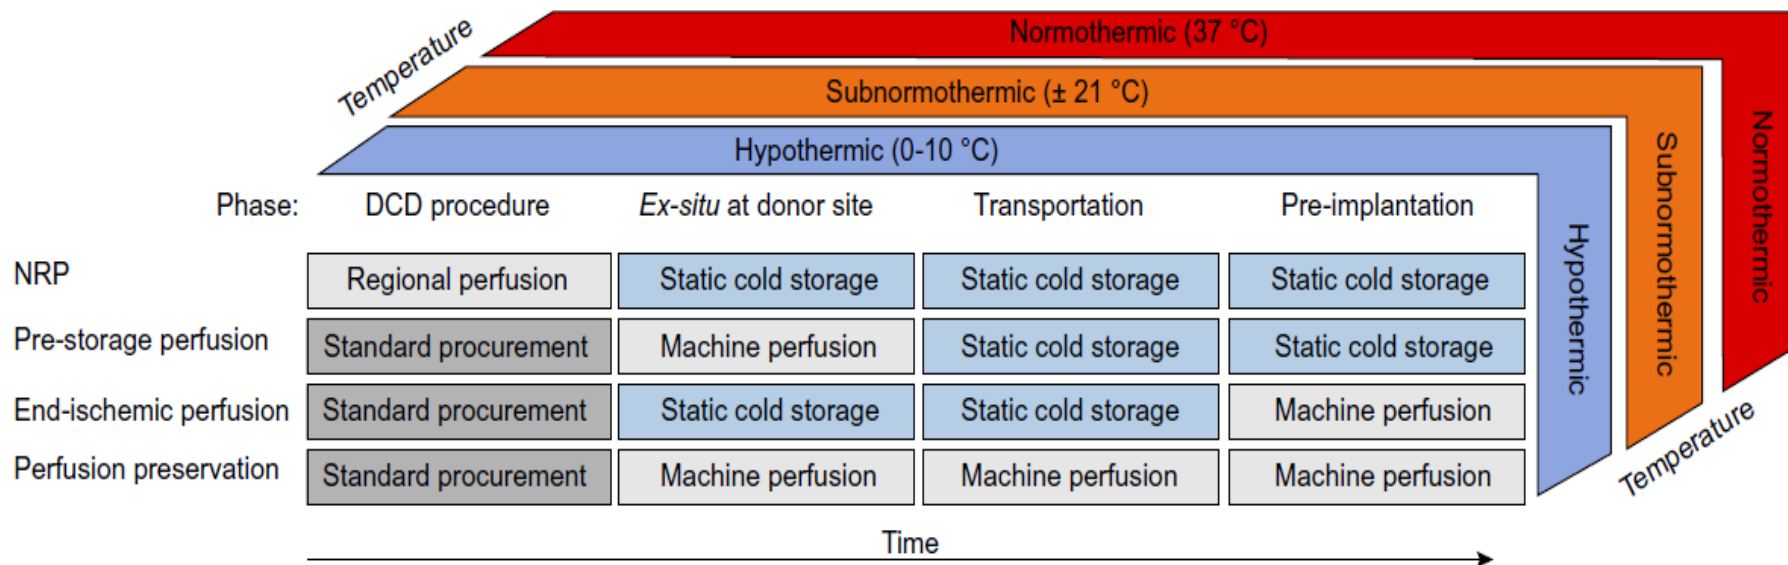 Temperature
Normothermic (37 °C)
Subnormothermic (± 21 °C)
Hypothermic (0-10 °C)
Phase: DCD procedure Ex-situ at donor site Transportation Pre-implantation
NRP Regional perfusion Static cold storage Static cold storage Static cold storage
Pre-storage perfusion Standard procurement Machine perfusion Static cold storage Static cold storage
End-ischemic perfusion Standard procurement Static cold storage Static cold storage Machine perfusion
Perfusion preservation Standard procurement Machine perfusion Machine perfusion Machine perfusion
Hypothermic
Subnormothermic
Normothermic
Temperature
Time